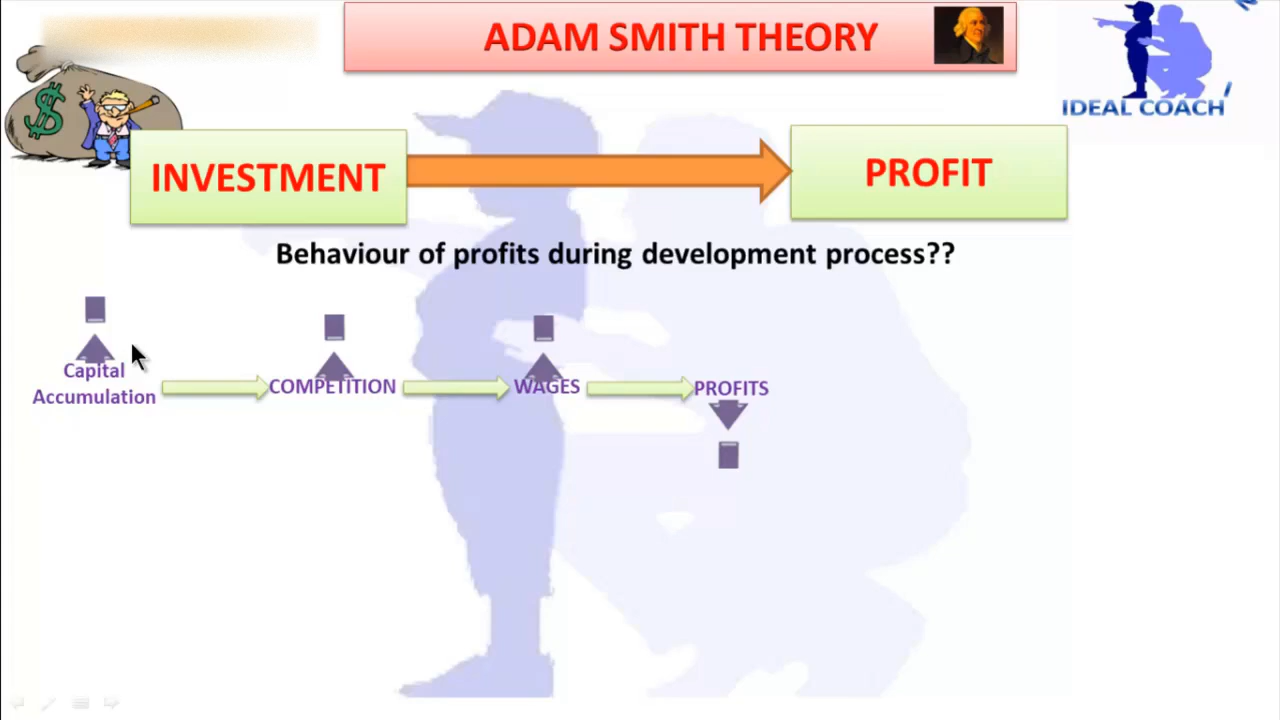 ADAM SMITH THEORY
IDEAL COACH
$
INVESTMENT
PROFIT
Behaviour of profits during development process??
Capital
Accumulation
COMPETITION
WAGES
PROFITS